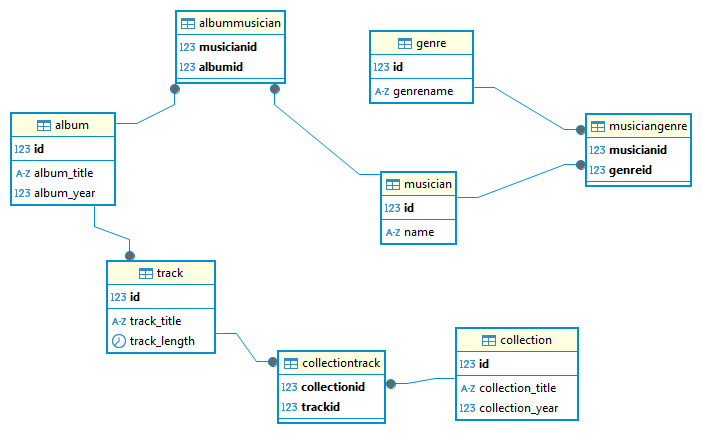 albummusician
123 musicianid
123 albumid
genre
123 id
A-Z genrename
album
123 id
A-Z album_title
123 album_year
musiciangenre
123 musicianid
123 genreid
musician
123 id
A-Z name
track
123 id
A-Z track_title
track_length
collectiontrack
123 collectionid
123 trackid
collection
123 id
A-Z collection_title
123 collection_year